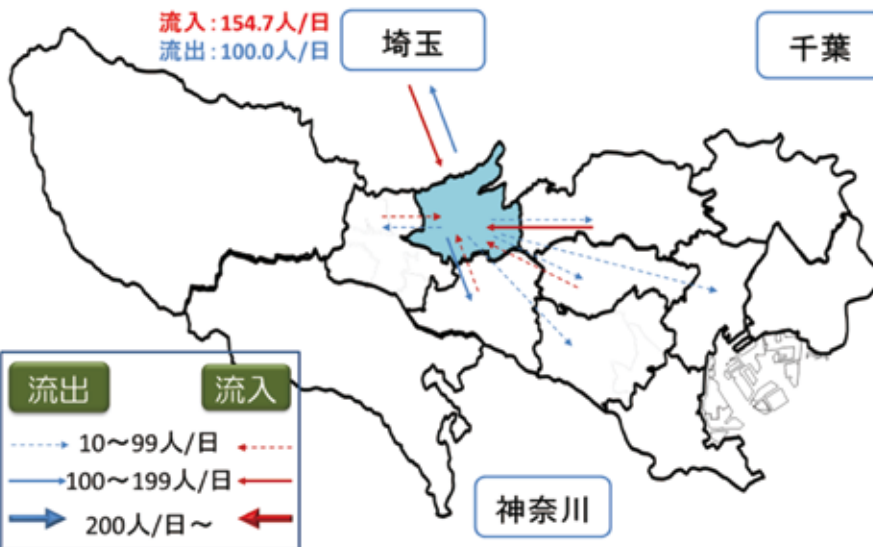 流入:154.7人/日
流出:100.0人/日
埼玉
千葉
流出
流入
10～99人/日
100～199人/日
200人/日～
神奈川